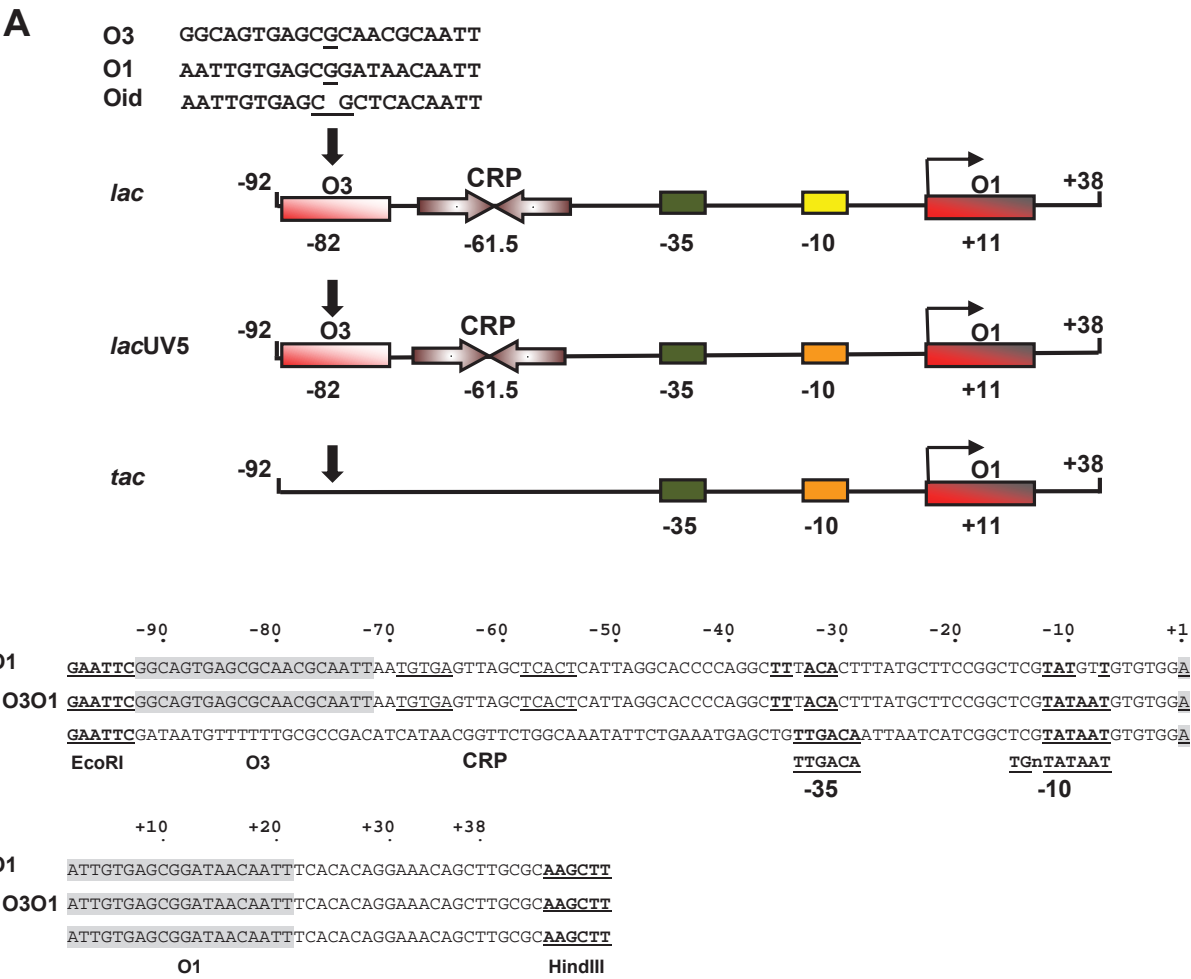 A
O3 GGCAGTGAGCGCAACGCAATT
O1 AATTGTGAGCGGATAACAATT
Oid AATTGTGAGC GCTCACAATT
lac -92 O3 CRP O1 +38
-82 -61.5 -35 -10 +11
lacUV5 -92 O3 CRP O1 +38
-82 -61.5 -35 -10 +11
tac -92 O1 +38
-35 -10 +11
-90 -80 -70 -60 -50 -40 -30 -20 -10 +1
O1 GAATTCGGCAGTGAGCGCAACGCAATTAATGTGAGTTAGCTCACTCATTAGGCACCCCAGGCTTTACACTTTATGCTTCCGGCTCGTATGTTGTGTGGA
O3O1 GAATTCGGCAGTGAGCGCAACGCAATTAATGTGAGTTAGCTCACTCATTAGGCACCCCAGGCTTTACACTTTATGCTTCCGGCTCGTATAATGTGTGGA
GAATTCGATAATGTTTTTTGCGCCGACATCATAACGGTTCTGGCAAATATTCTGAAATGAGCTGTTGACAATTAATCATCGGCTCGTATAATGTGTGGA
EcoRI O3 CRP TTGACA TGnTATAAT
-35 -10
+10 +20 +30 +38
O1 ATTGTGAGCGGATAACAATTTCACACAGGAAACAGCTTGCGCAAGCTT
O3O1 ATTGTGAGCGGATAACAATTTCACACAGGAAACAGCTTGCGCAAGCTT
ATTGTGAGCGGATAACAATTTCACACAGGAAACAGCTTGCGCAAGCTT
O1 HindIII